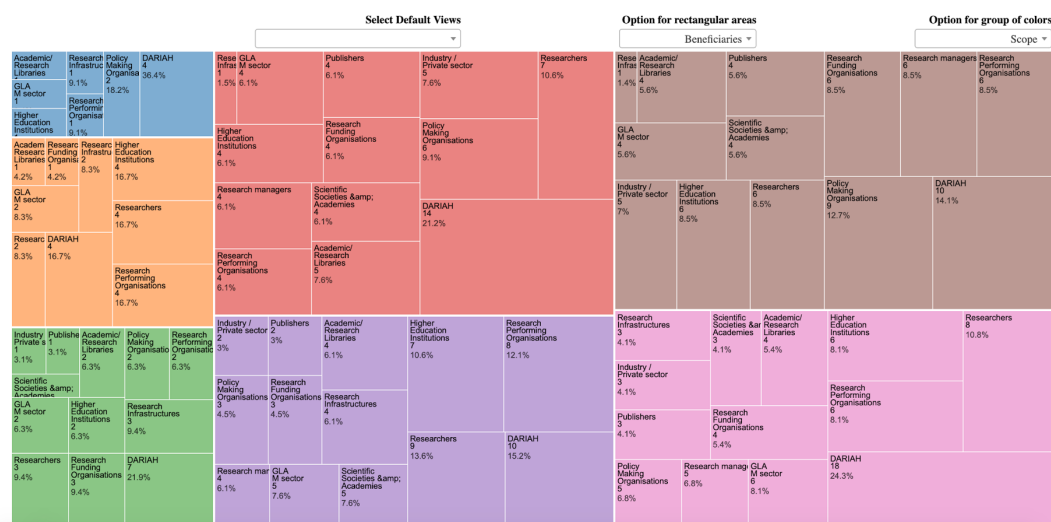 Select Default Views
Option for rectangular areas
Option for group of colors
Beneficiaries
Scope
Academic/
Research
Libraries
GLA
M sector
1
Higher
Education
Institutions
Research
Infrastruc
1
9.1%
Research
Performin
Organisa
1
9.1%
Policy
Making
Organisa
2
18.2%
DARIAH
4
36.4%
Academ
Researc
Libraries
1
4.2%
Researc
Funding
Organisa
1
4.2%
Researc
Infrastru
2
8.3%
Higher
Education
Institutions
4
16.7%
GLA
M sector
2
8.3%
Researchers
4
16.7%
Researc
2
8.3%
DARIAH
4
16.7%
Research
Performing
Organisations
4
16.7%
Industry
Private s
1
3.1%
Publishe
1
3.1%
Academic/
Research
Libraries
2
6.3%
Policy
Making
Organisatio
2
6.3%
Research
Performing
Organisatic
2
6.3%
Scientific
Societies &amp;
Academies
GLA
M sector
2
6.3%
Higher
Education
Institutions
2
6.3%
Research
Infrastructures
3
9.4%
Researchers
3
9.4%
Research
Funding
Organisations
3
9.4%
DARIAH
7
21.9%
Rese
Infras
1
1.5%
GLA
M sector
4
6.1%
Publishers
4
6.1%
Industry /
Private sector
5
7.6%
Researchers
7
10.6%
Higher
Education
Institutions
4
6.1%
Research
Funding
Organisations
4
6.1%
Policy
Making
Organisations
6
9.1%
Research managers
4
6.1%
Scientific
Societies &amp;
Academies
4
6.1%
DARIAH
14
21.2%
Research
Performing
Organisations
4
6.1%
Academic/
Research
Libraries
5
7.6%
Industry /
Private sector
2
3%
Publishers
2
3%
Academic/
Research
Libraries
4
6.1%
Higher
Education
Institutions
7
10.6%
Research
Performing
Organisations
8
12.1%
Policy
Making
Organisations
3
4.5%
Research
Funding
Organisations
3
4.5%
Research
Infrastructures
4
6.1%
Researchers
9
13.6%
DARIAH
10
15.2%
Research mar
4
6.1%
GLA
M sector
5
7.6%
Scientific
Societies &amp;
Academies
5
7.6%
Rese
Infras
1
1.4%
Academic/
Research
Libraries
4
5.6%
Publishers
4
5.6%
Research
Funding
Organisations
6
8.5%
Research managers
6
8.5%
Research
Performing
Organisations
6
8.5%
GLA
M sector
4
5.6%
Scientific
Societies &amp;
Academies
4
5.6%
Industry /
Private sector
5
7%
Higher
Education
Institutions
6
8.5%
Researchers
6
8.5%
Policy
Making
Organisations
9
12.7%
DARIAH
10
14.1%
Research
Infrastructures
3
4.1%
Scientific
Societies &ar
Academies
3
4.1%
Academic/
Research
Libraries
4
5.4%
Higher
Education
Institutions
6
8.1%
Researchers
8
10.8%
Industry /
Private sector
3
4.1%
Research
Performing
Organisations
6
8.1%
Publishers
3
4.1%
Research
Funding
Organisations
4
5.4%
Policy
Making
Organisations
5
6.8%
Research manag
5
6.8%
GLA
M sector
6
8.1%
DARIAH
18
24.3%